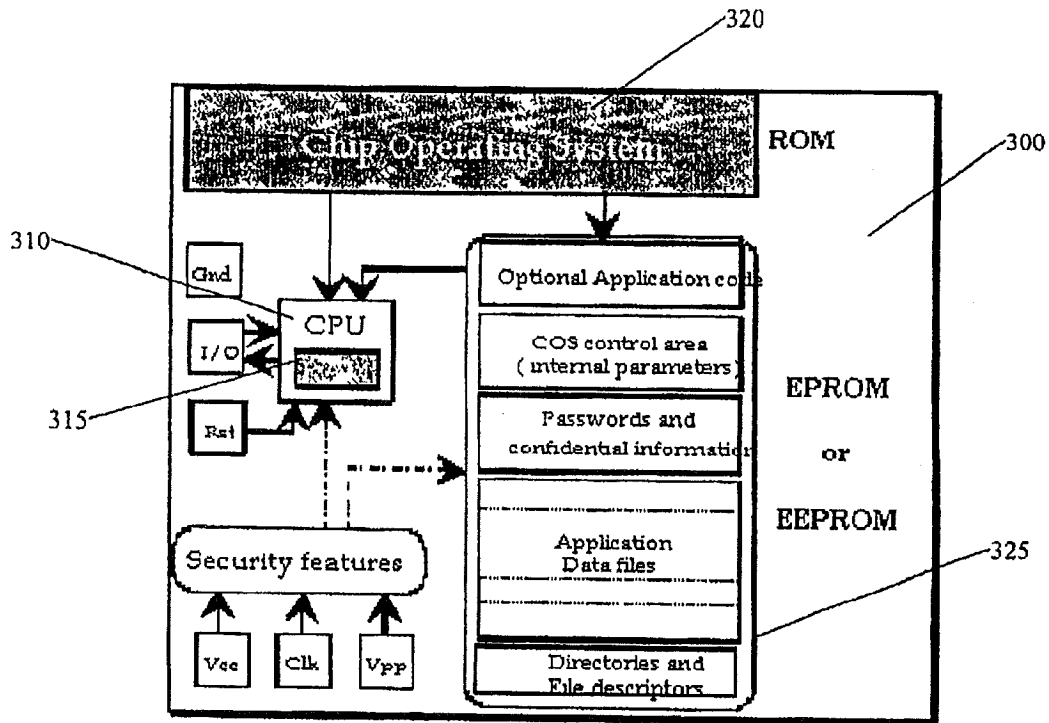 320
Chip Operating System
ROM
300
310
Gnd
Optional Application code
CPU
I/O
COS control area
( internal parameters)
EPROM
315
Rst
Passwords and
confidential information
or
EEPROM
Application
Data files
325
Security features
Vcc
Clk
Vpp
Directories and
File descriptors